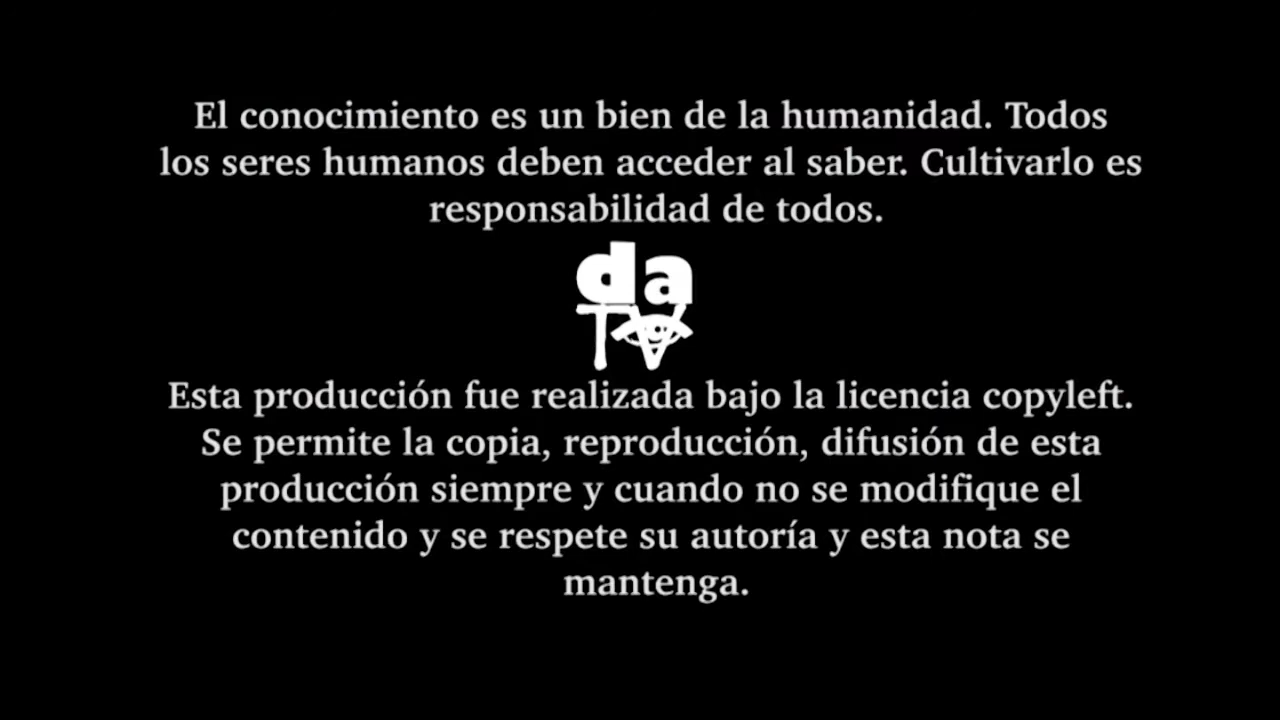 El conocimiento es un bien de la humanidad. Todos
los seres humanos deben acceder al saber. Cultivarlo es
responsabilidad de todos.
da
TV
Esta producción fue realizada bajo la licencia copyleft.
Se permite la copia, reproducción, difusión de esta
producción siempre y cuando no se modifique el
contenido y se respete su autoría y esta nota se
mantenga.